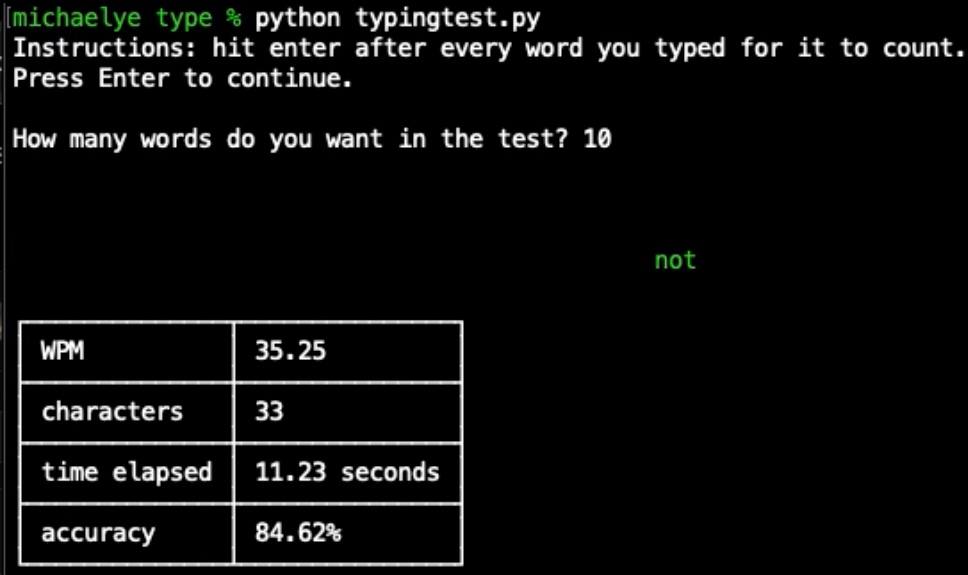 [michaelye type % python typingtest.py
Instructions: hit enter after every word you typed for it to count.
Press Enter to continue.
How many words do you want in the test? 10
not
WPM 35.25
characters 33
time elapsed 11.23 seconds
accuracy 84.62%